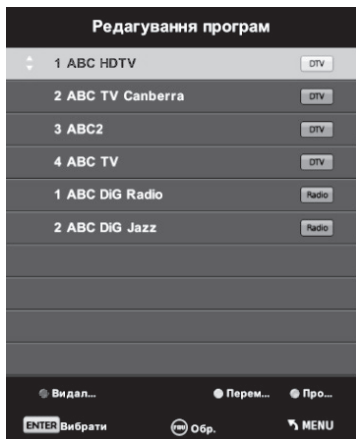 Редагування програм
1 ABC HDTV DTV
2 ABC TV Canberra DTV
3 ABC2 DTV
4 ABC TV DTV
1 ABC DiG Radio Radio
2 ABC DiG Jazz Radio
Видал... Перем... Про...
ENTER Вибрати FAV Обр. MENU